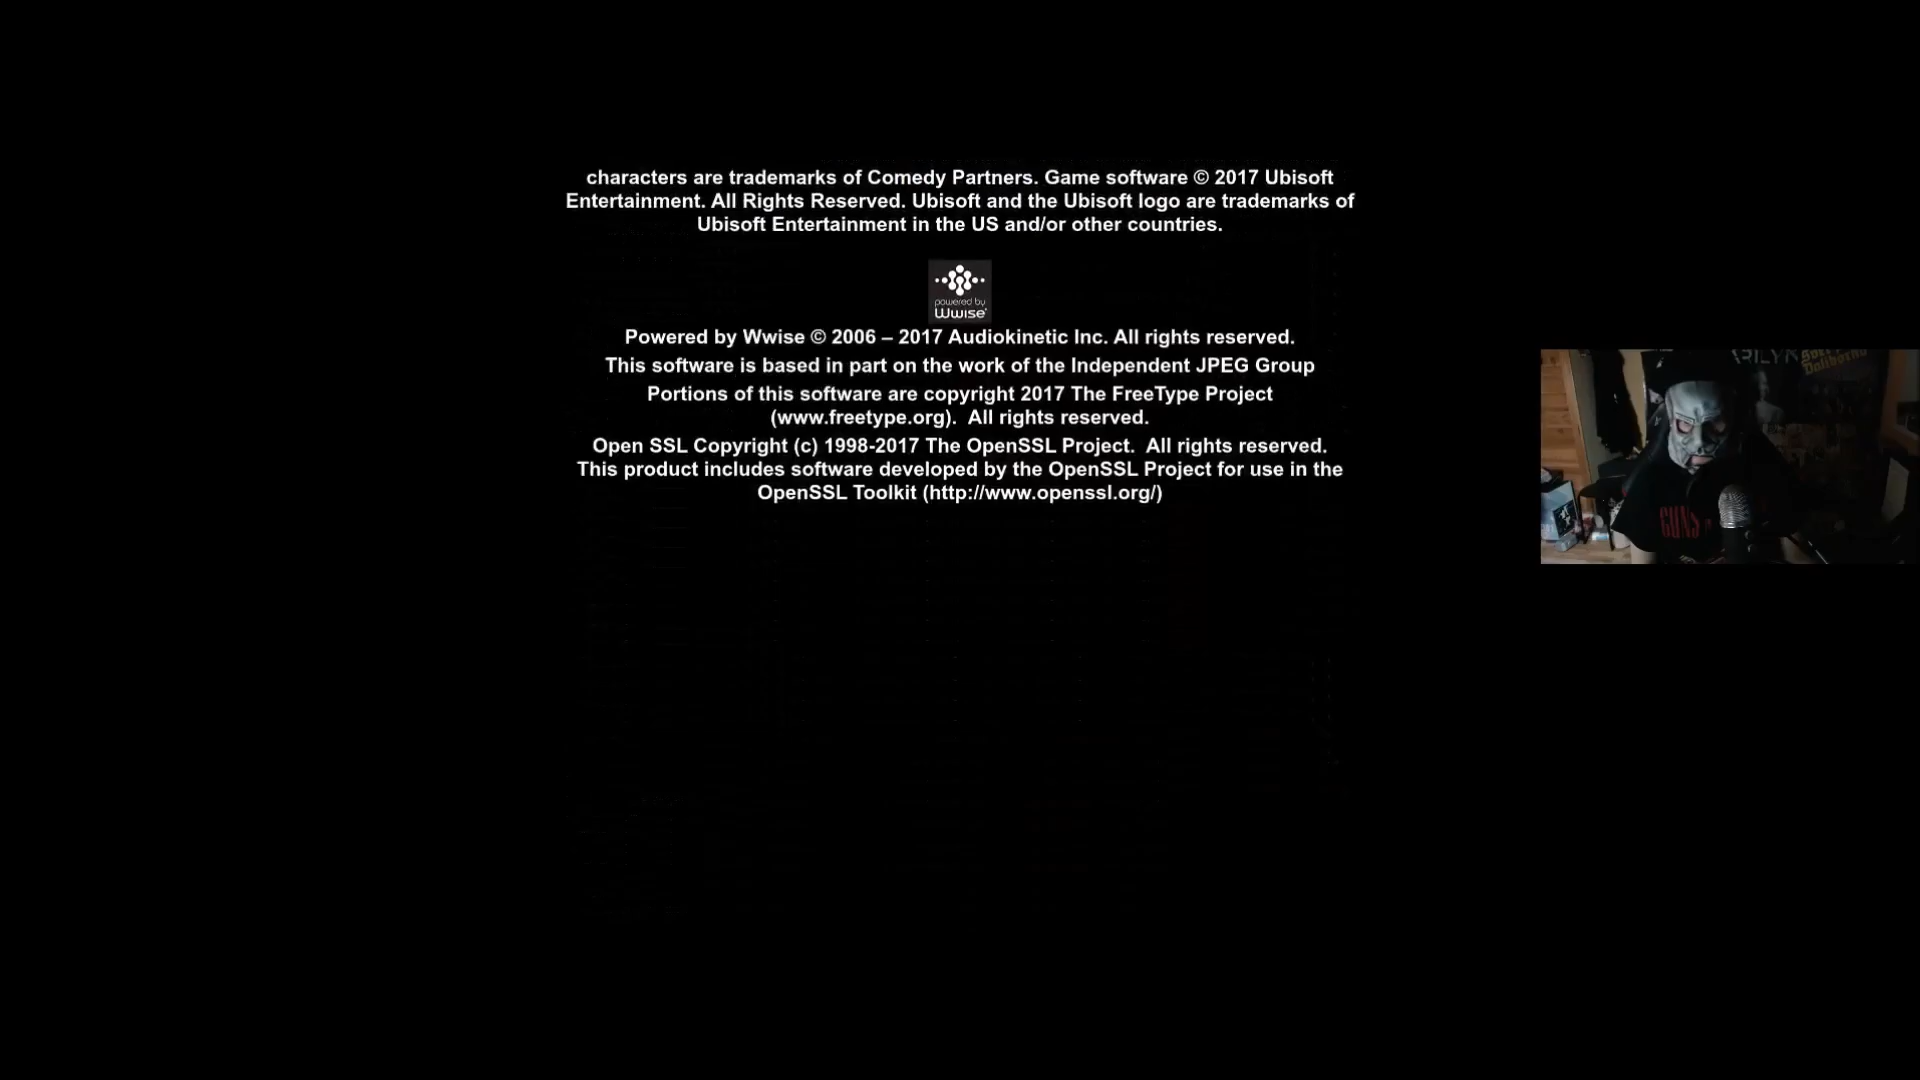 characters are trademarks of Comedy Partners. Game software © 2017 Ubisoft
Entertainment. All Rights Reserved. Ubisoft and the Ubisoft logo are trademarks of
Ubisoft Entertainment in the US and/or other countries.
powered by
Wwise
Powered by Wwise © 2006 – 2017 Audiokinetic Inc. All rights reserved.
This software is based in part on the work of the Independent JPEG Group
Portions of this software are copyright 2017 The FreeType Project
(www.freetype.org).  All rights reserved.
Open SSL Copyright (c) 1998-2017 The OpenSSL Project.  All rights reserved.
This product includes software developed by the OpenSSL Project for use in the
OpenSSL Toolkit (http://www.openssl.org/)
GUNS